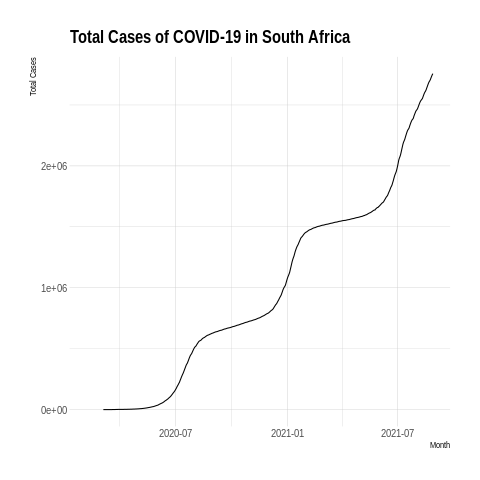 Total Cases of COVID-19 in South Africa
Total Cases
2e+06
1e+06
0e+00
2020-07
2021-01
2021-07
Month